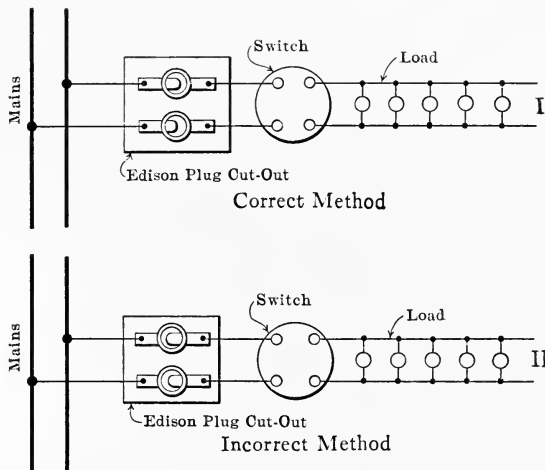 Switch
Load
Mains
I
Edison Plug Cut-Out
Correct Method
Switch
Load
Mains
II
Edison Plug Cut-Out
Incorrect Method